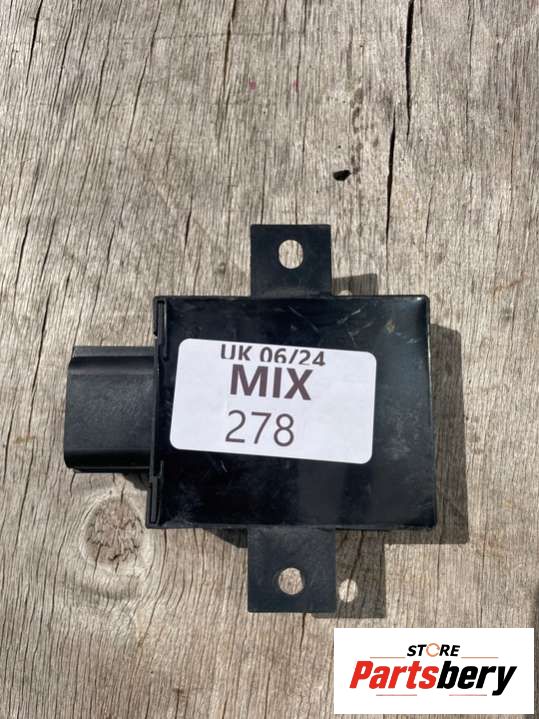 UK 06/24
MIX
278
STORE
Partsbery